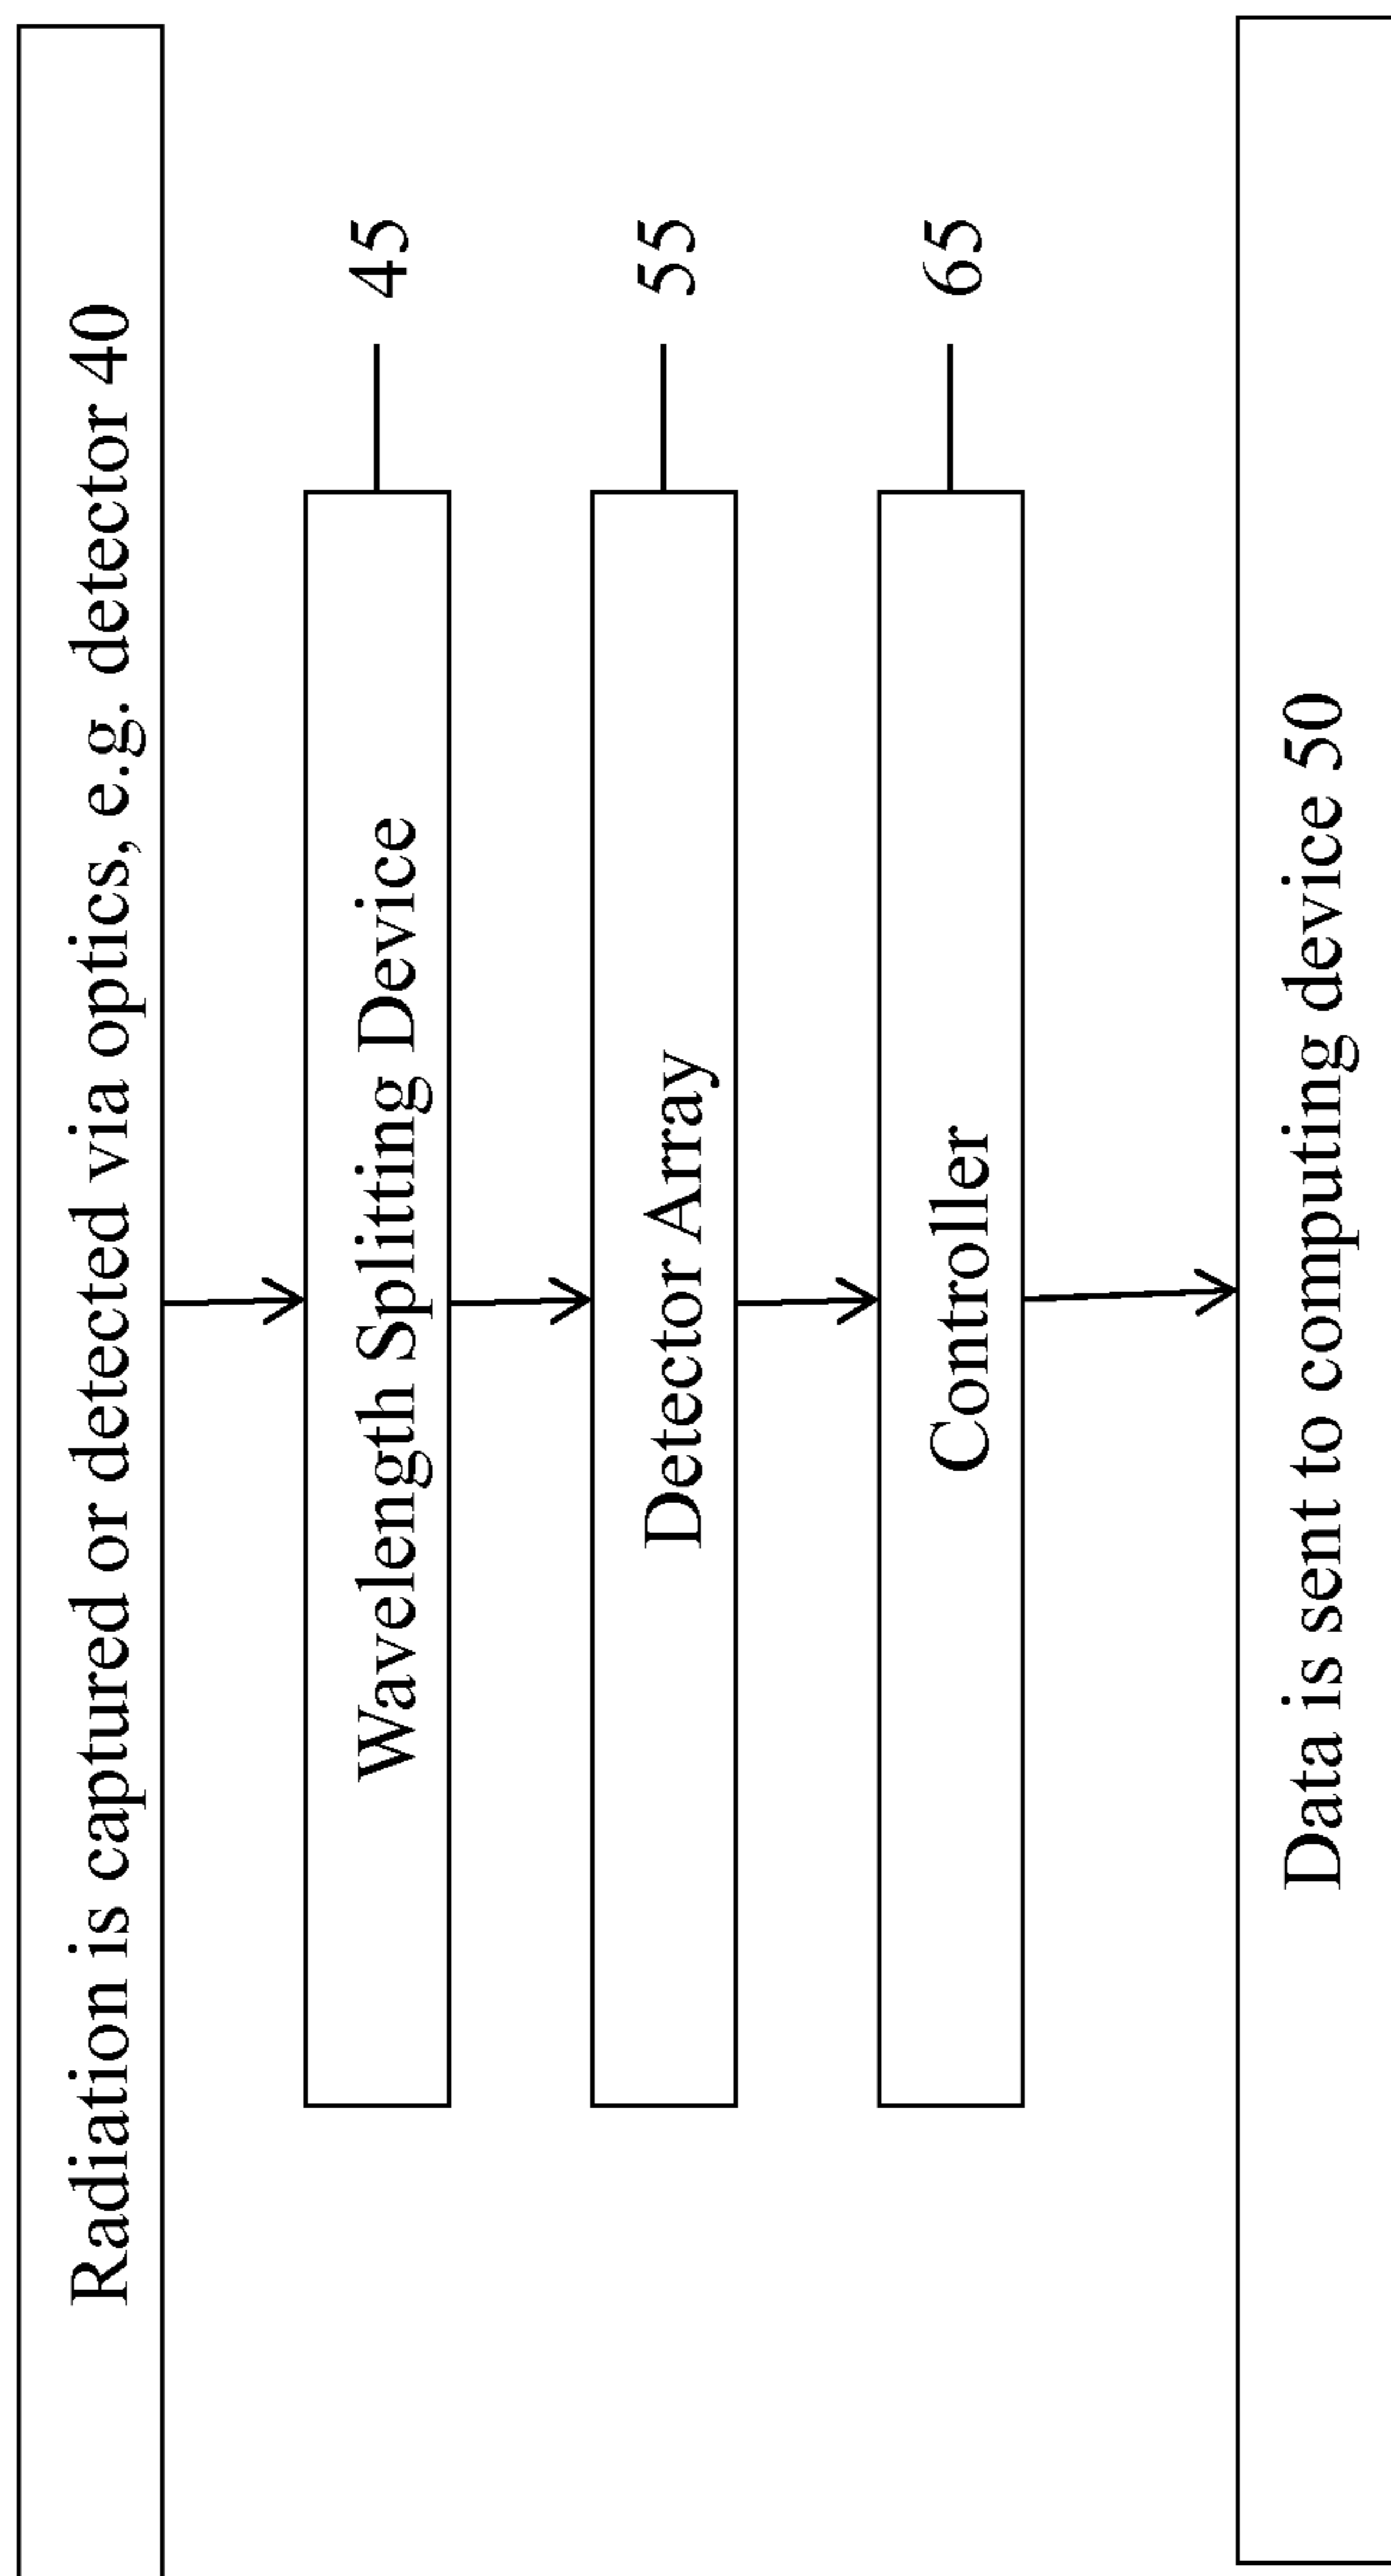 Radiation is captured or detected via optics, e.g. detector 40
Wavelength Splitting Device
45
Detector Array
55
Controller
65
Data is sent to computing device 50